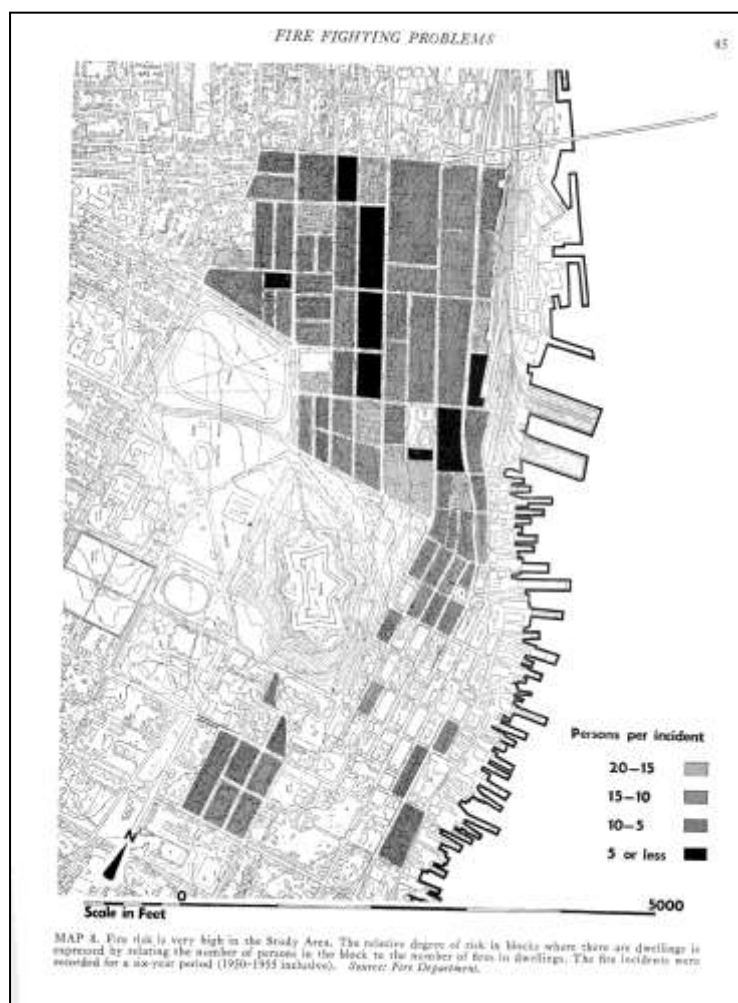 FIRE FIGHTING PROBLEMS
45
Persons per incident
20—15
15—10
10—5
5 or less
N
0
5000
Scale in Feet
MAP 8. Fire risk is very high in the Study Area. The relative degree of risk in blocks where there are dwellings is
expressed by relating the number of persons in the block to the number of fires in dwellings. The fire incidents were
recorded for a six-year period (1950–1955 inclusive). Source: Fire Department.